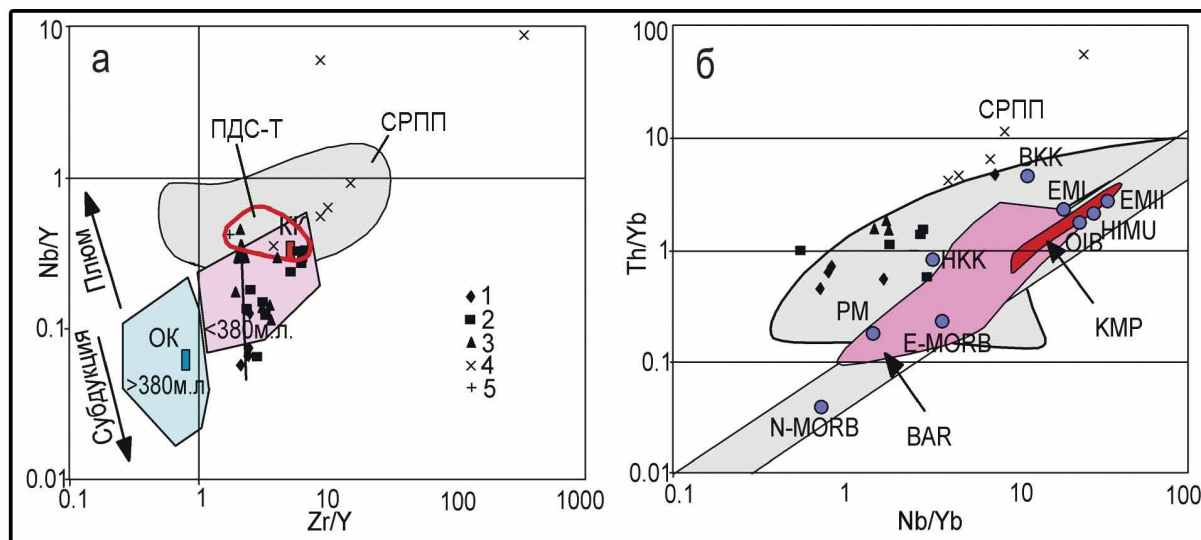 а
10
1
0.1
0.01
Nb/Y
0.1
1
10
100
1000
Zr/Y
Плюм
Субдукция
ПДС-Т
СРПП
КК
<380м.л.
ОК
>380м.л.
1
2
3
4
5
б
100
10
1
0.1
0.01
Th/Yb
0.1
1
10
100
Nb/Yb
СРПП
ВКК
EMI
EMII
HIMU
OIB
НКК
PM
E-MORB
KMP
N-MORB
BAR